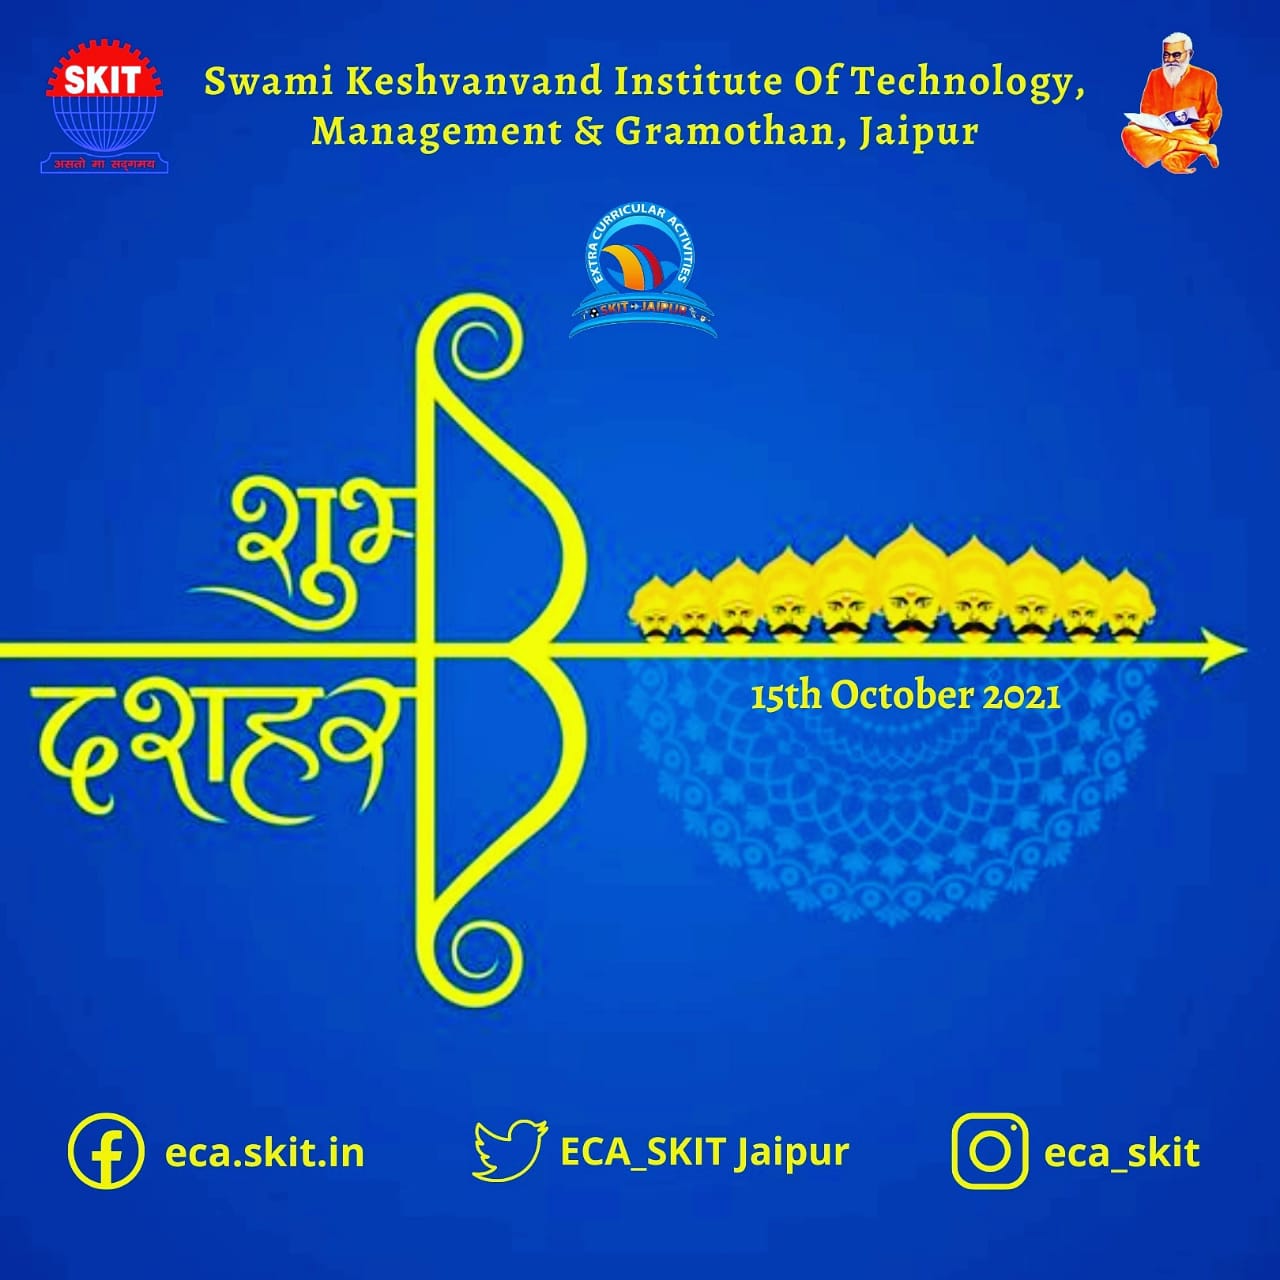 SKIT
असतो मा सद्गमय
Swami Keshvanvand Institute Of Technology,
Management & Gramothan, Jaipur
EXTRA CURRICULAR ACTIVITIES
SKIT JAIPUR
शुभ
दशहरा
15th October 2021
eca.skit.in
ECA_SKIT Jaipur
eca_skit